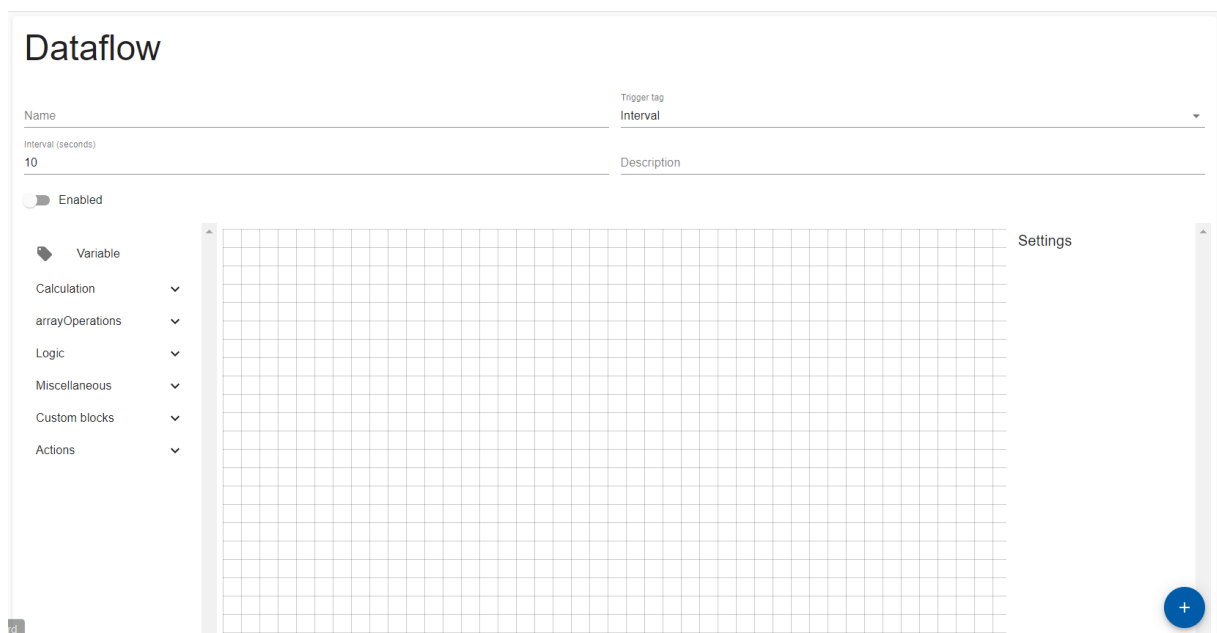 Dataflow
Name
Trigger tag
Interval
Interval (seconds)
10
Description
Enabled
Variable
Settings
Calculation
arrayOperations
Logic
Miscellaneous
Custom blocks
Actions